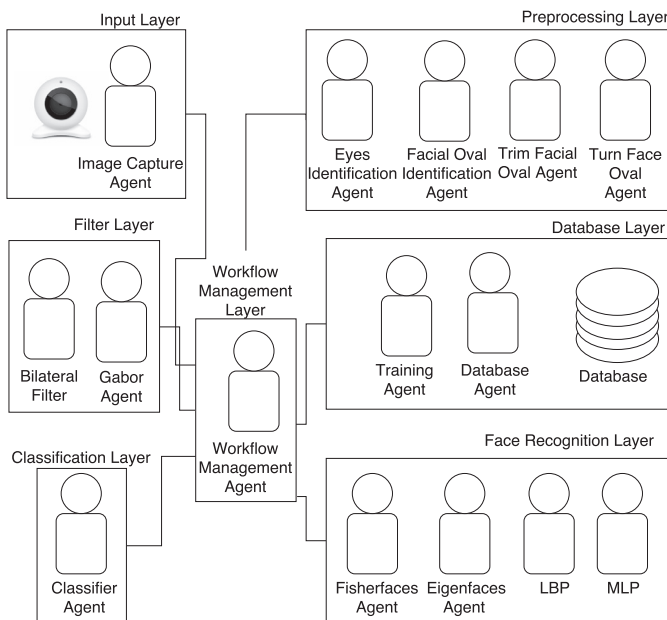 Input Layer
Image Capture
Agent
Preprocessing Layer
Eyes
Identification
Agent
Facial Oval
Identification
Agent
Trim Facial
Oval Agent
Turn Face
Oval
Agent
Filter Layer
Bilateral
Filter
Gabor
Agent
Workflow
Management
Layer
Workflow
Management
Agent
Database Layer
Training
Agent
Database
Agent
Database
Classification Layer
Classifier
Agent
Face Recognition Layer
Fisherfaces
Agent
Eigenfaces
Agent
LBP
MLP